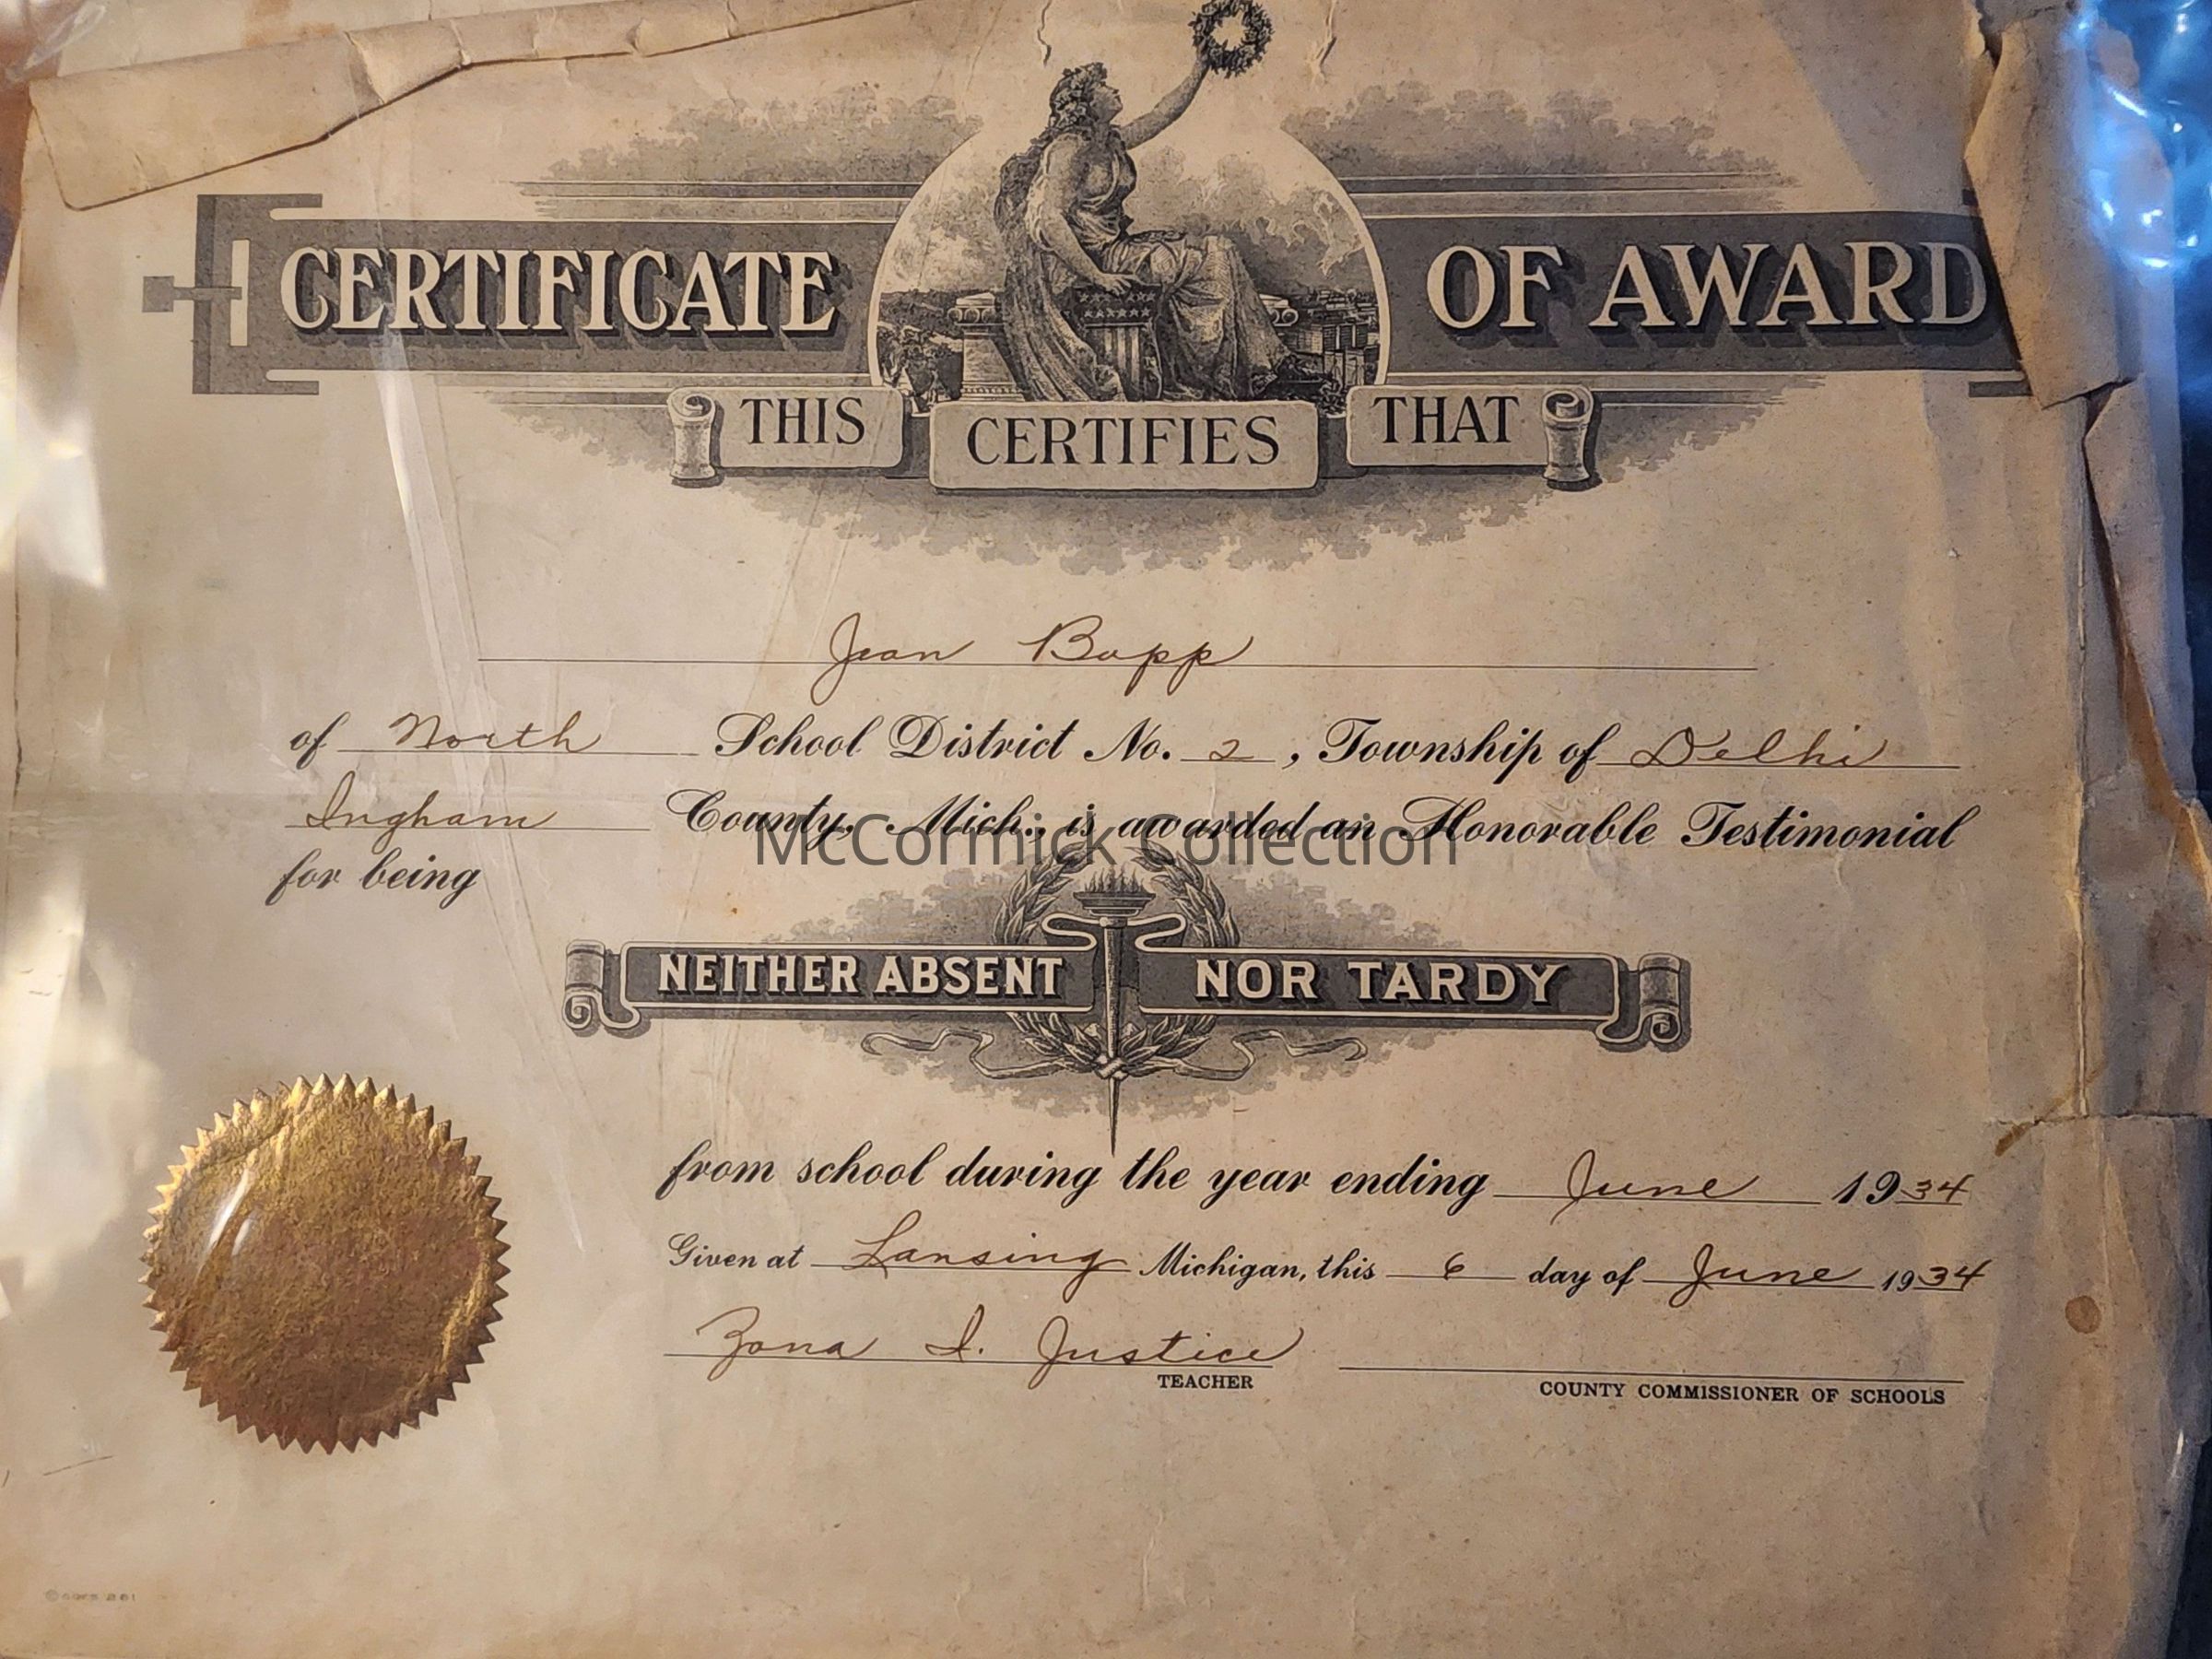 CERTIFICATE OF AWARD
THIS CERTIFIES THAT
Jean Bopp
of North School District No. 2, Township of Delhi
Ingham County, Mich., is awarded an Honorable Testimonial
for being
McCormick Collection
NEITHER ABSENT NOR TARDY
from school during the year ending June 1934
Given at Lansing Michigan, this 6 day of June 1934
Zona I. Justice
TEACHER
COUNTY COMMISSIONER OF SCHOOLS